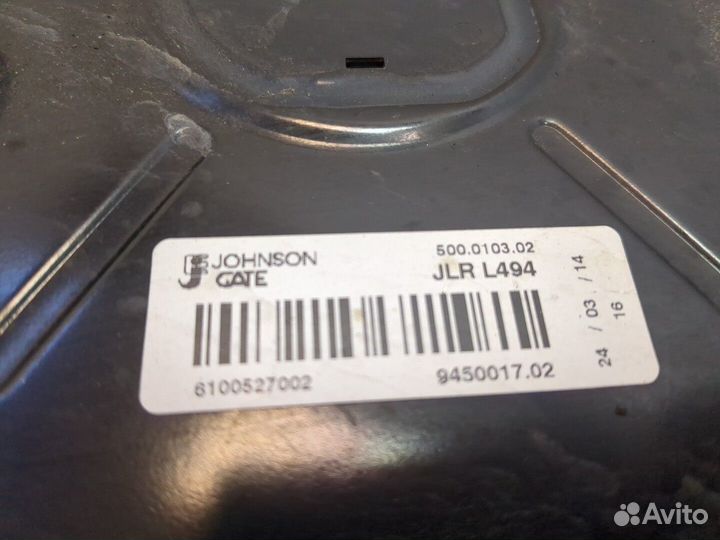 JOHNSON
GATE
500.0103.02
JLR L494
6100527002
9450017.02
24 / 03 / 14
16
Avito